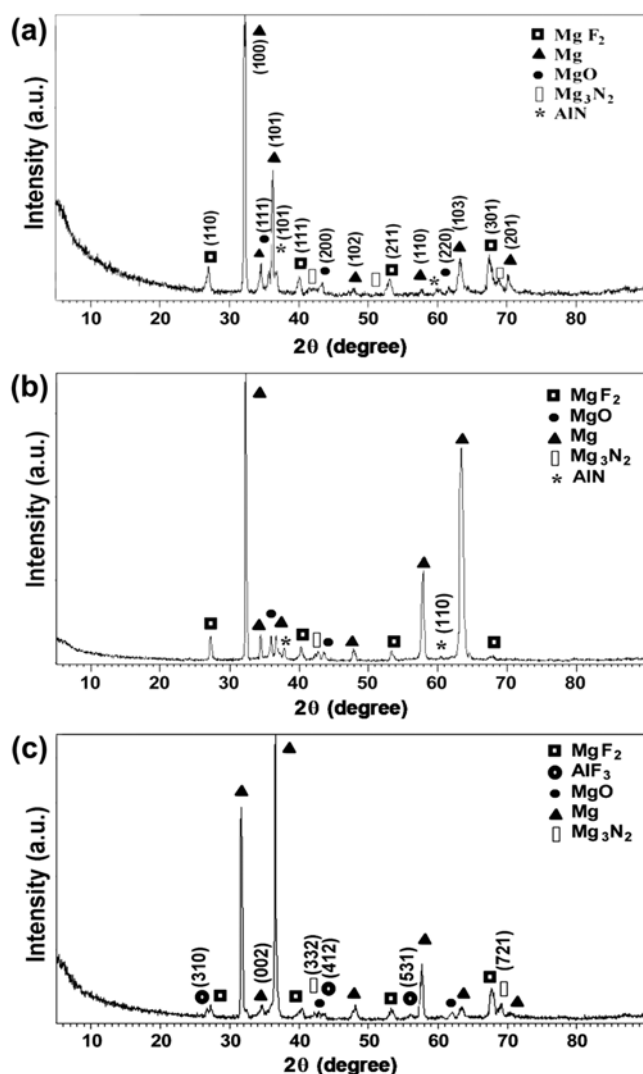 (a)
Mg F₂
Mg
MgO
Mg₃N₂
AlN
Intensity (a.u.)
(110)
(100)
(111)
(101)
(101)
(111)
(200)
(102)
(211)
(110)
(220)
(103)
(301)
(201)
*
*
*
10 20 30 40 50 60 70 80
2θ (degree)
(b)
MgF₂
MgO
Mg
Mg₃N₂
* AlN
Intensity (a.u.)
*
* (110)
10 20 30 40 50 60 70 80
2θ (degree)
(c)
MgF₂
AlF₃
MgO
Mg
Mg₃N₂
Intensity (a.u.)
(310)
(002)
(332)
(412)
(531)
(721)
10 20 30 40 50 60 70 80
2θ (degree)